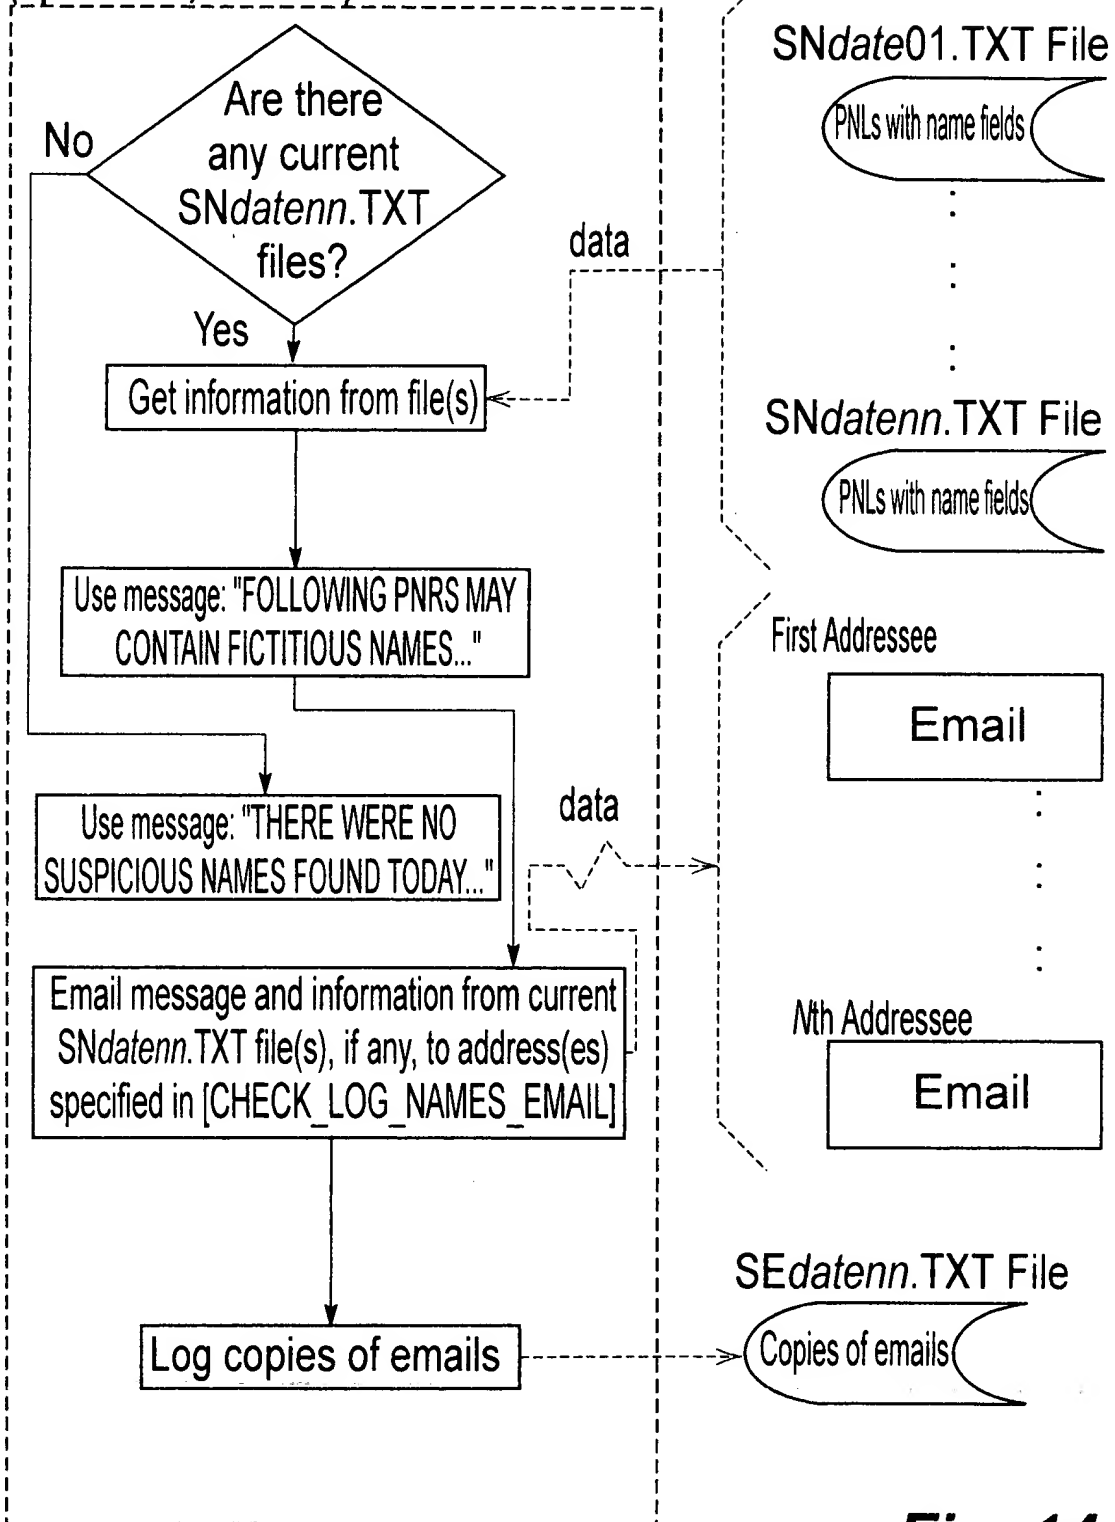 Are there
any current
SNdatenn.TXT
files?
No
Yes
data
Get information from file(s)
Use message: "FOLLOWING PNRS MAY
CONTAIN FICTITIOUS NAMES..."
Use message: "THERE WERE NO
SUSPICIOUS NAMES FOUND TODAY..."
data
Email message and information from current
SNdatenn.TXT file(s), if any, to address(es)
specified in [CHECK_LOG_NAMES_EMAIL]
Log copies of emails
SNdate01.TXT File
PNLs with name fields
SNdatenn.TXT File
PNLs with name fields
First Addressee
Email
Nth Addressee
Email
SEdatenn.TXT File
Copies of emails